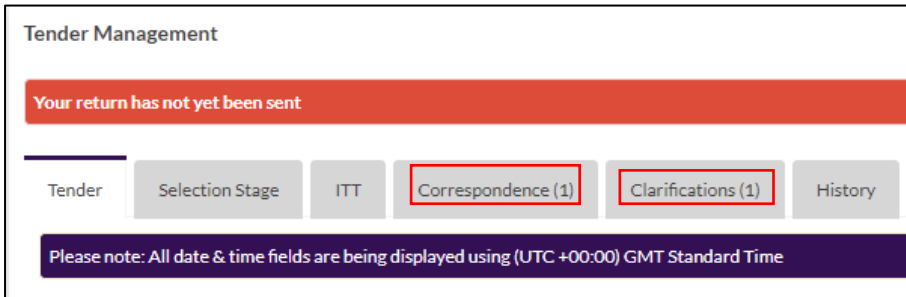 Tender Management
Your return has not yet been sent
Tender Selection Stage ITT Correspondence (1) Clarifications (1) History
Please note: All date & time fields are being displayed using (UTC +00:00) GMT Standard Time